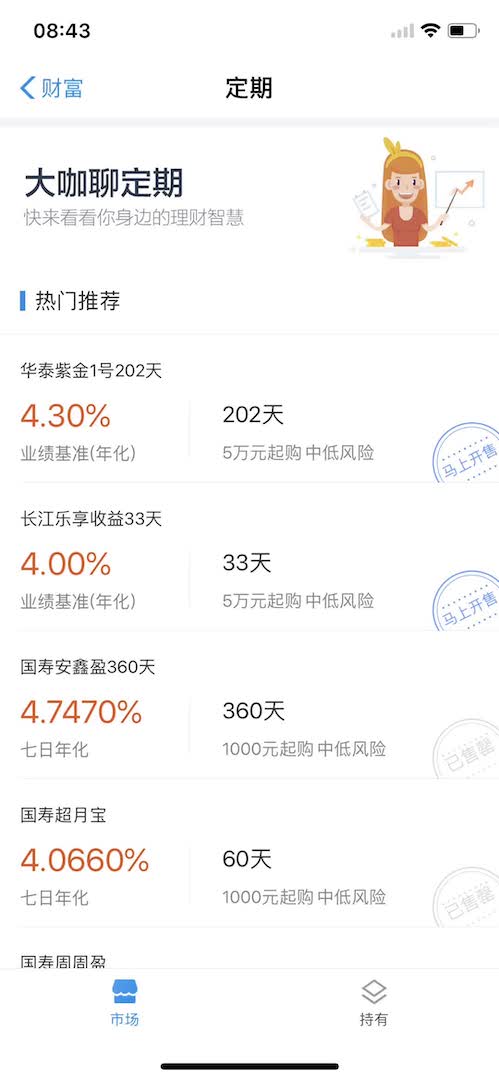 08:43
财富
定期
大咖聊定期
快来看看你身边的理财智慧
热门推荐
华泰紫金1号202天
4.30%
202天
业绩基准(年化)
5万元起购 中低风险
马上开售
长江乐享收益33天
4.00%
33天
业绩基准(年化)
5万元起购 中低风险
马上开售
国寿安鑫盈360天
4.7470%
360天
七日年化
1000元起购 中低风险
已售罄
国寿超月宝
4.0660%
60天
七日年化
1000元起购 中低风险
已售罄
国寿周周盈
市场
持有